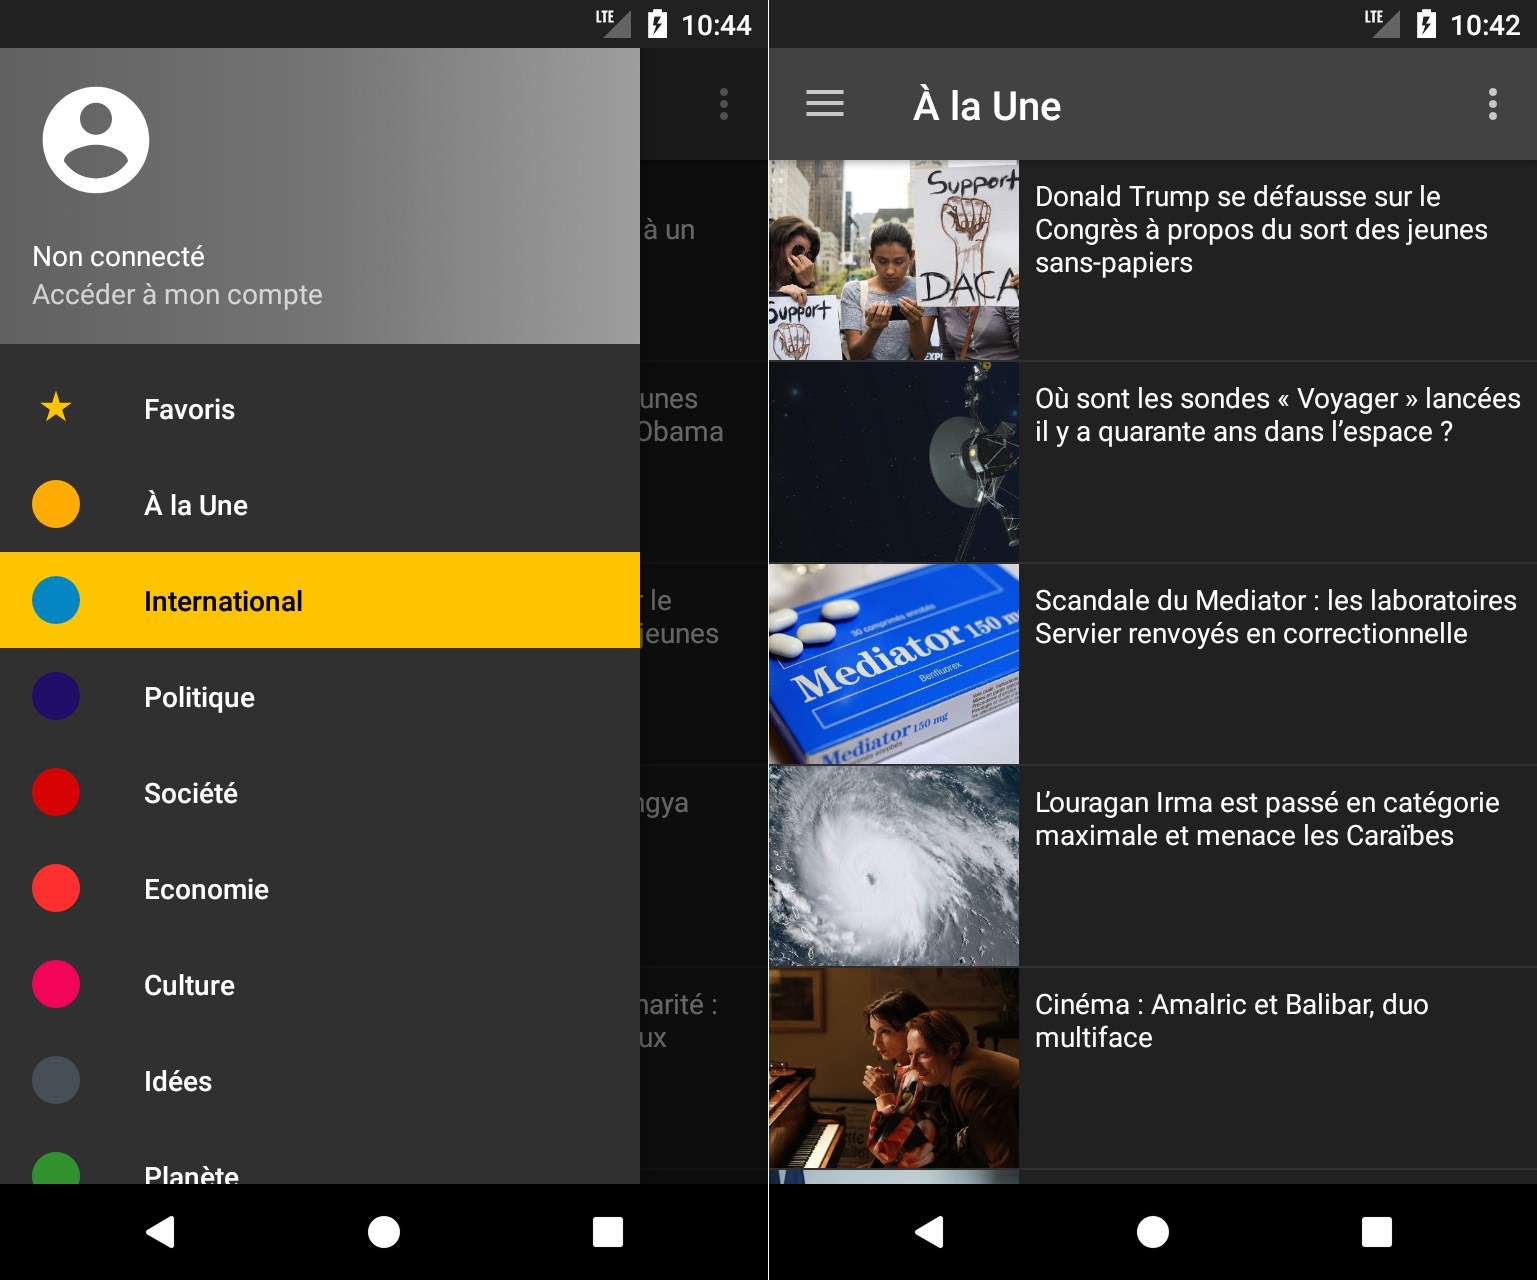 LTE 10:44
Non connecté
Accéder à mon compte
Favoris
À la Une
International
Politique
Société
Economie
Culture
Idées
Planète
à un
unes
Obama
le
jeunes
ngya
narité :
ux
LTE 10:42
À la Une
Support
DACA
Support
Donald Trump se défausse sur le
Congrès à propos du sort des jeunes
sans-papiers
Où sont les sondes « Voyager » lancées
il y a quarante ans dans l’espace ?
30 comprimés enrobés
Mediator 150 m
Benfluorex
Mediator 150 mg
Scandale du Mediator : les laboratoires
Servier renvoyés en correctionnelle
L’ouragan Irma est passé en catégorie
maximale et menace les Caraïbes
Cinéma : Amalric et Balibar, duo
multiface